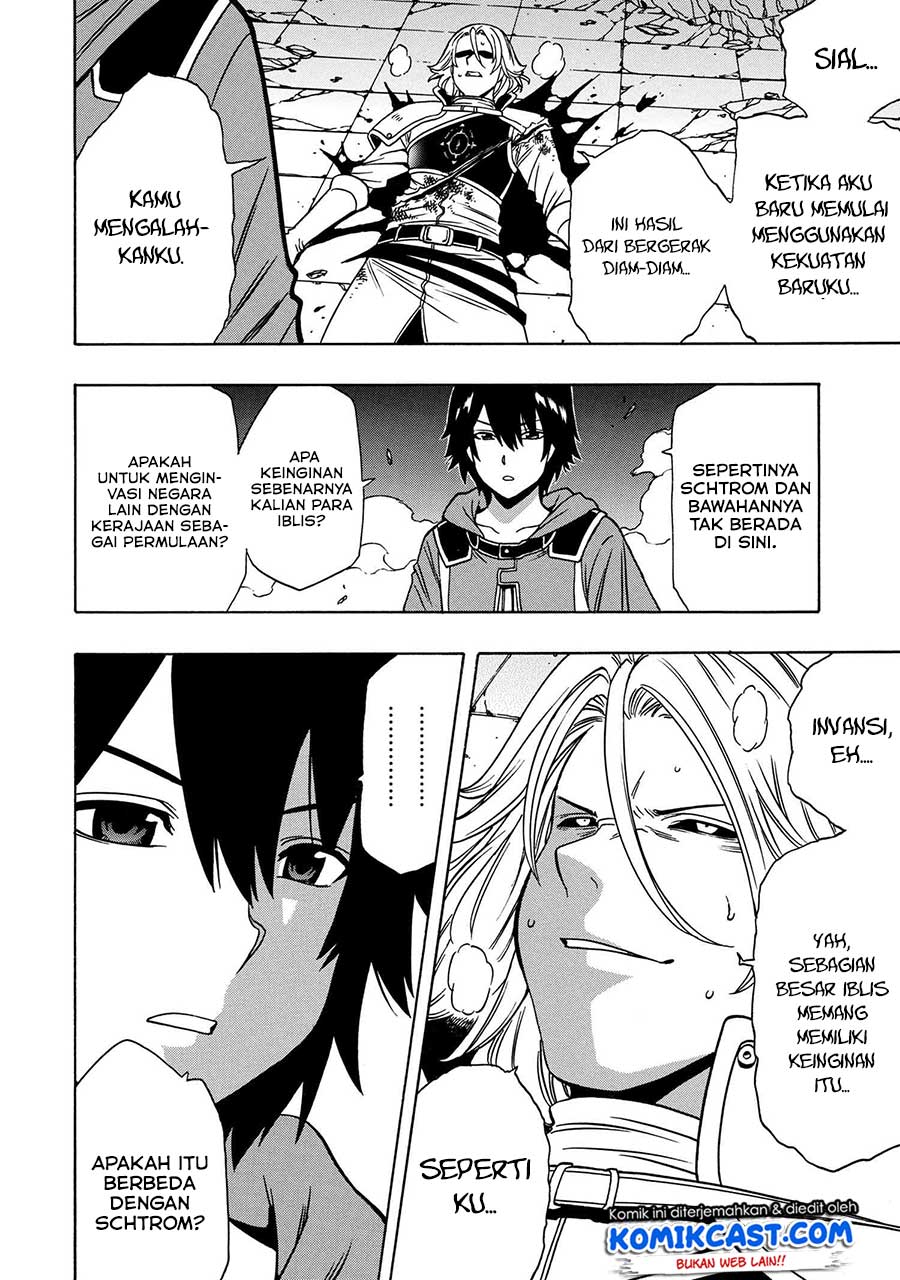 SIAL...
KETIKA AKU
BARU MEMULAI
MENGGUNAKAN
KEKUATAN
BARUKU...
INI HASIL
DARI BERGERAK
DIAM-DIAM...
KAMU
MENGALAH-
KANKU.
SEPERTINYA
SCHTROM DAN
BAWAHANNYA
TAK BERADA
DI SINI.
APA
KEINGINAN
SEBENARNYA
KALIAN PARA
IBLIS?
APAKAH
UNTUK MENGIN-
VASI NEGARA
LAIN DENGAN
KERAJAAN SEBA-
GAI PERMULAAN?
INVANSI,
EH....
YAH,
SEBAGIAN
BESAR IBLIS
MEMANG
MEMILIKI
KEINGINAN
ITU...
SEPERTI
KU...
..........
APAKAH ITU
BERBEDA
DENGAN
SCHTROM?
Komik ini diterjemahkan & diedit oleh
KOMIKCAST.COM
BUKAN WEB LAIN!!